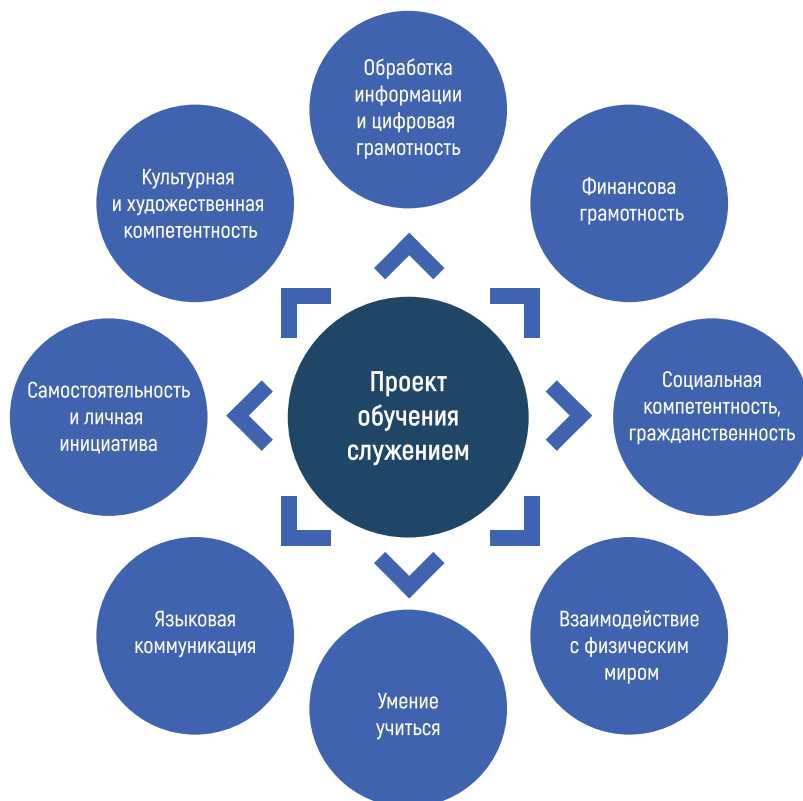 Обработка
информации
и цифровая
грамотность
Финансова
грамотность
Социальная
компетентность,
гражданственность
Взаимодействие
с физическим
миром
Умение
учиться
Языковая
коммуникация
Самостоятельность
и личная
инициатива
Культурная
и художественная
компетентность
Проект
обучения
служением